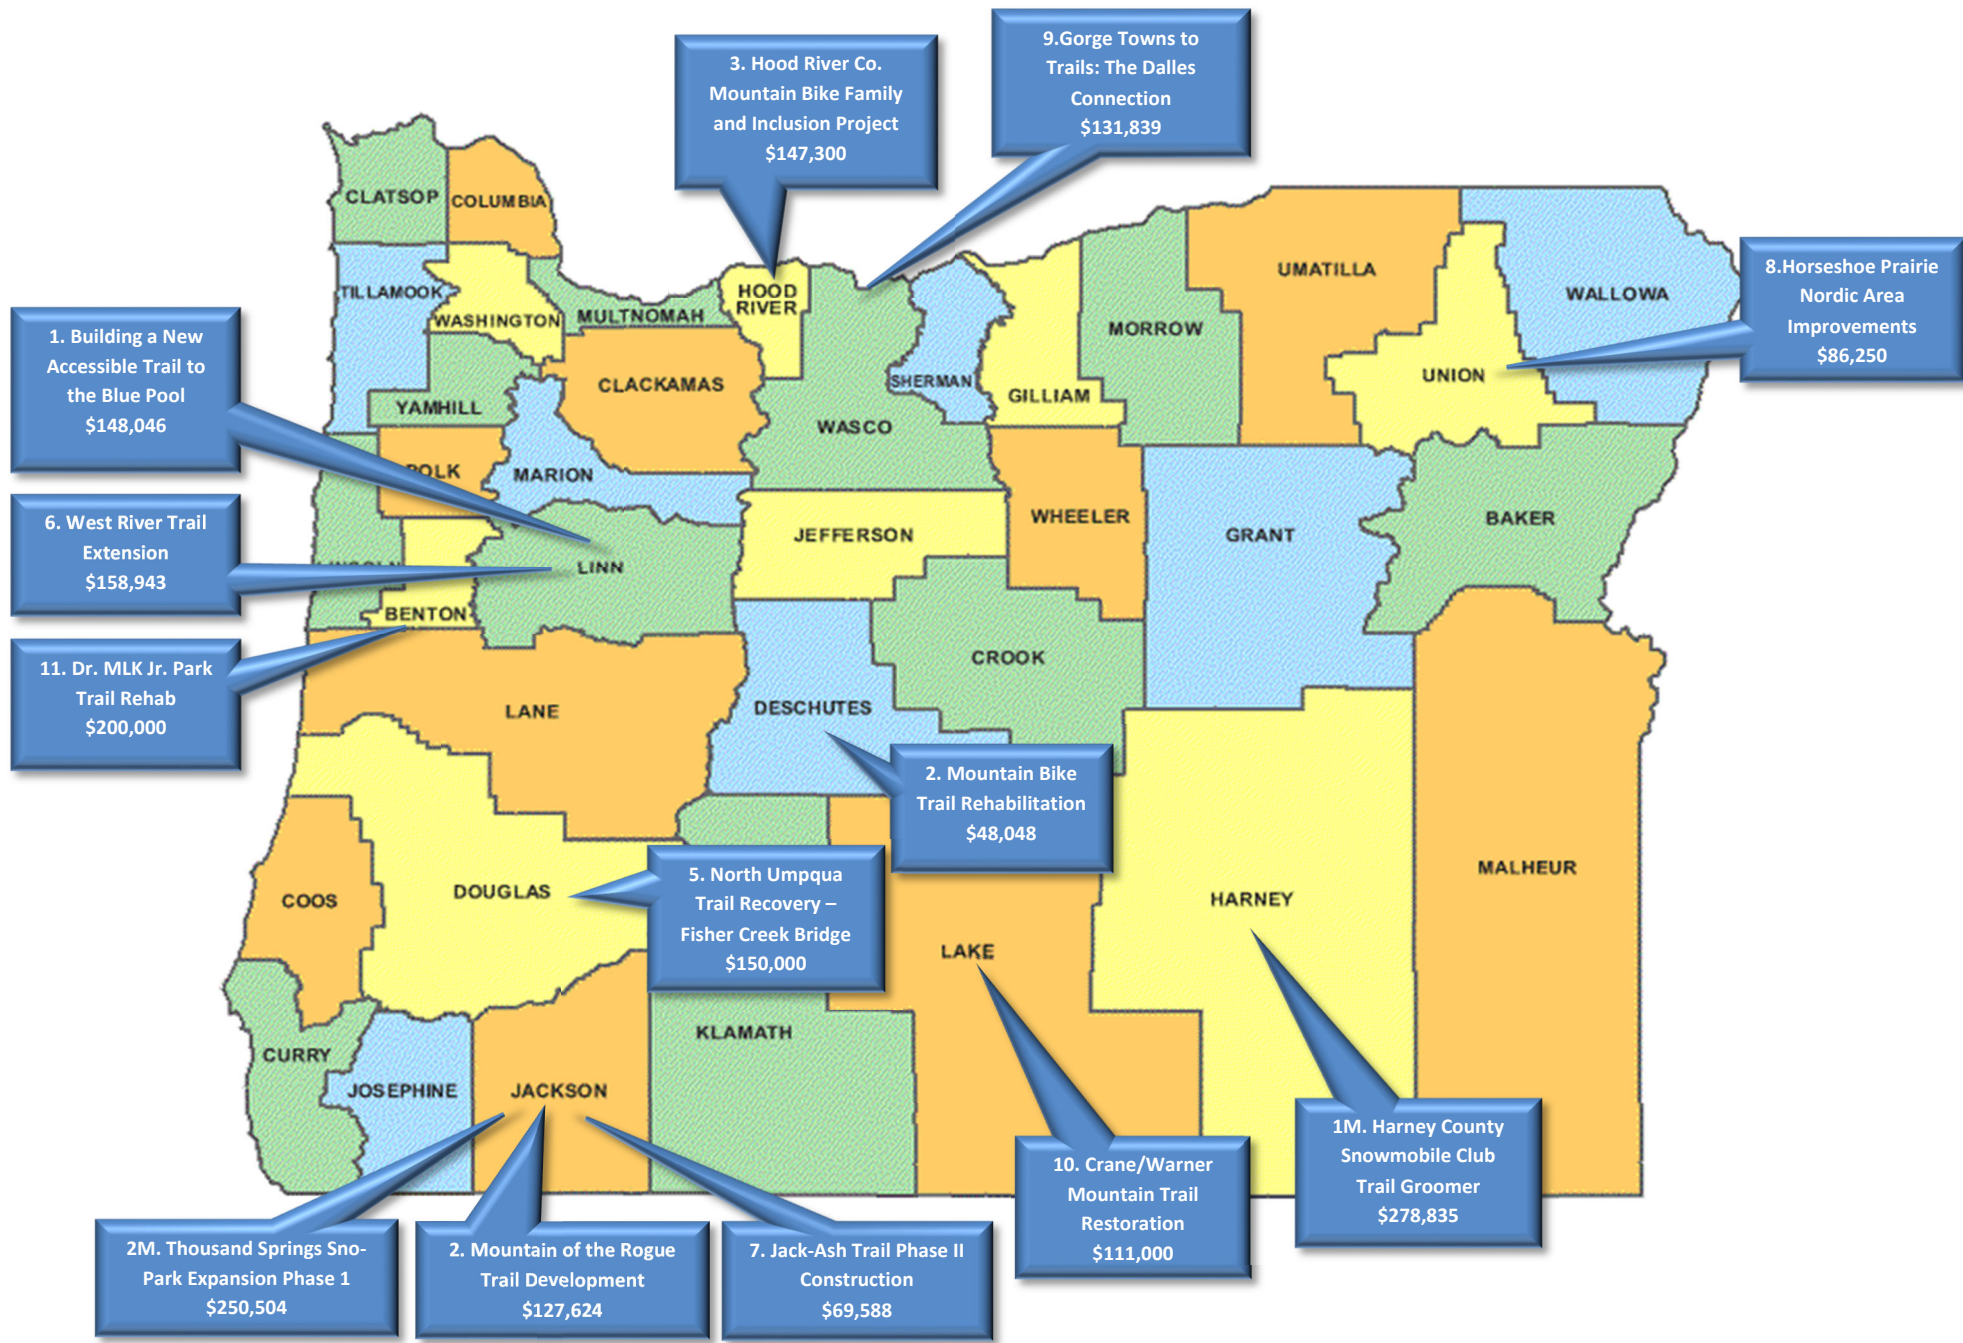 3. Hood River Co.
Mountain Bike Family
and Inclusion Project
$147,300
9.Gorge Towns to
Trails: The Dalles
Connection
$131,839
8.Horseshoe Prairie
Nordic Area
Improvements
$86,250
1. Building a New
Accessible Trail to
the Blue Pool
$148,046
6. West River Trail
Extension
$158,943
11. Dr. MLK Jr. Park
Trail Rehab
$200,000
2. Mountain Bike
Trail Rehabilitation
$48,048
5. North Umpqua
Trail Recovery –
Fisher Creek Bridge
$150,000
10. Crane/Warner
Mountain Trail
Restoration
$111,000
1M. Harney County
Snowmobile Club
Trail Groomer
$278,835
2M. Thousand Springs Sno-
Park Expansion Phase 1
$250,504
2. Mountain of the Rogue
Trail Development
$127,624
7. Jack-Ash Trail Phase II
Construction
$69,588
CLATSOP
COLUMBIA
TILLAMOOK
WASHINGTON
MULTNOMAH
HOOD
RIVER
YAMHILL
CLACKAMAS
WASCO
SHERMAN
GILLIAM
MORROW
UMATILLA
UNION
WALLOWA
POLK
MARION
LINCOLN
BENTON
LINN
JEFFERSON
WHEELER
GRANT
BAKER
LANE
DESCHUTES
CROOK
COOS
DOUGLAS
LAKE
HARNEY
MALHEUR
CURRY
JOSEPHINE
JACKSON
KLAMATH